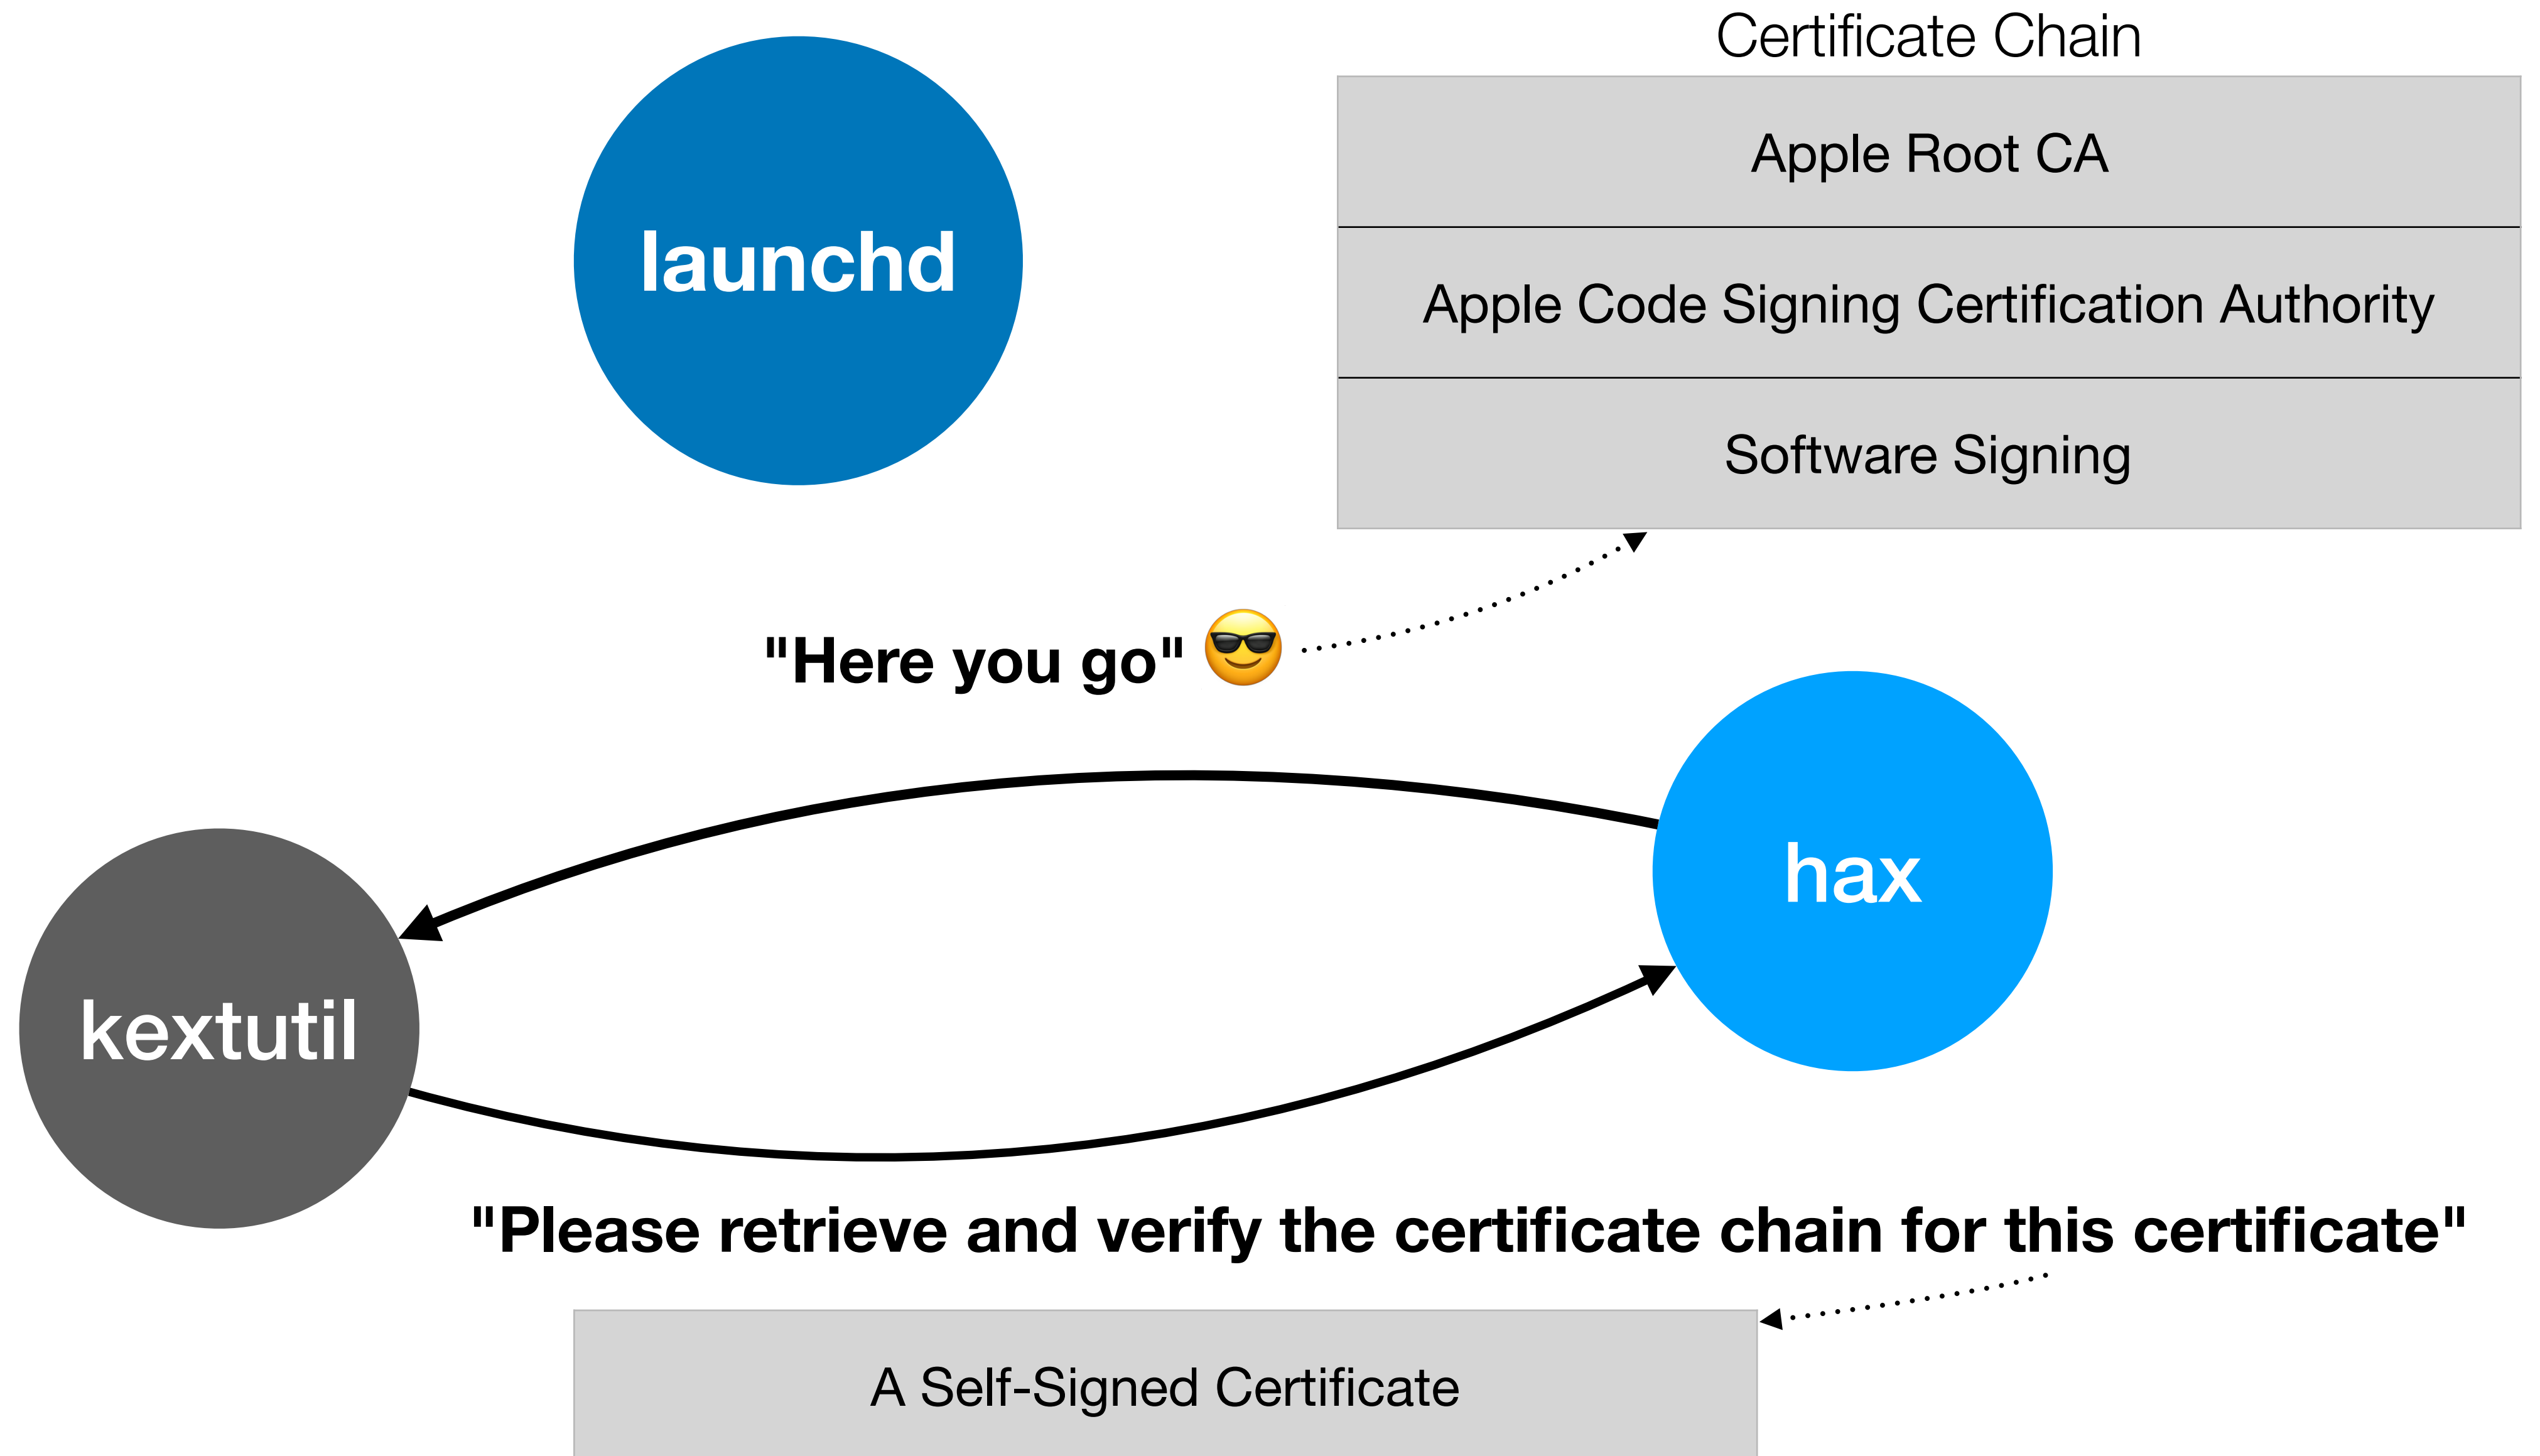 Certificate Chain
Apple Root CA
launchd
Apple Code Signing Certification Authority
Software Signing
"Here you go" 😎
hax
kextutil
"Please retrieve and verify the certificate chain for this certificate"
A Self-Signed Certificate